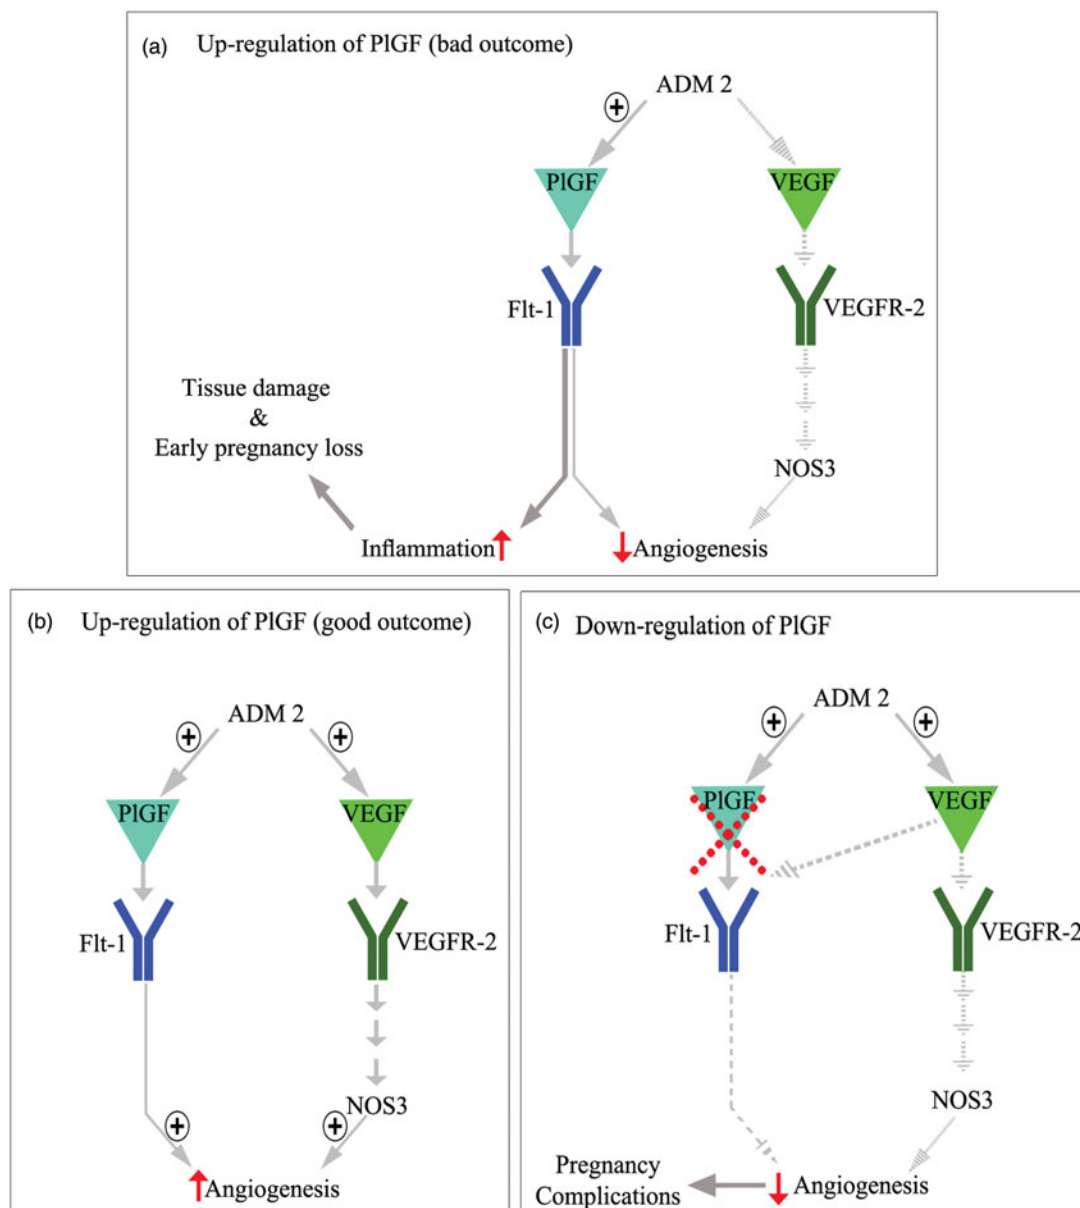 (a) Up-regulation of PlGF (bad outcome)
ADM 2
+
PlGF
VEGF
Flt-1
VEGFR-2
Tissue damage
&
Early pregnancy loss
NOS3
Inflammation
Angiogenesis
(b) Up-regulation of PlGF (good outcome)
ADM 2
+ +
PlGF
VEGF
Flt-1
VEGFR-2
NOS3
+ +
Angiogenesis
(c) Down-regulation of PlGF
ADM 2
+ +
PlGF
VEGF
Flt-1
VEGFR-2
NOS3
Pregnancy
Complications
Angiogenesis